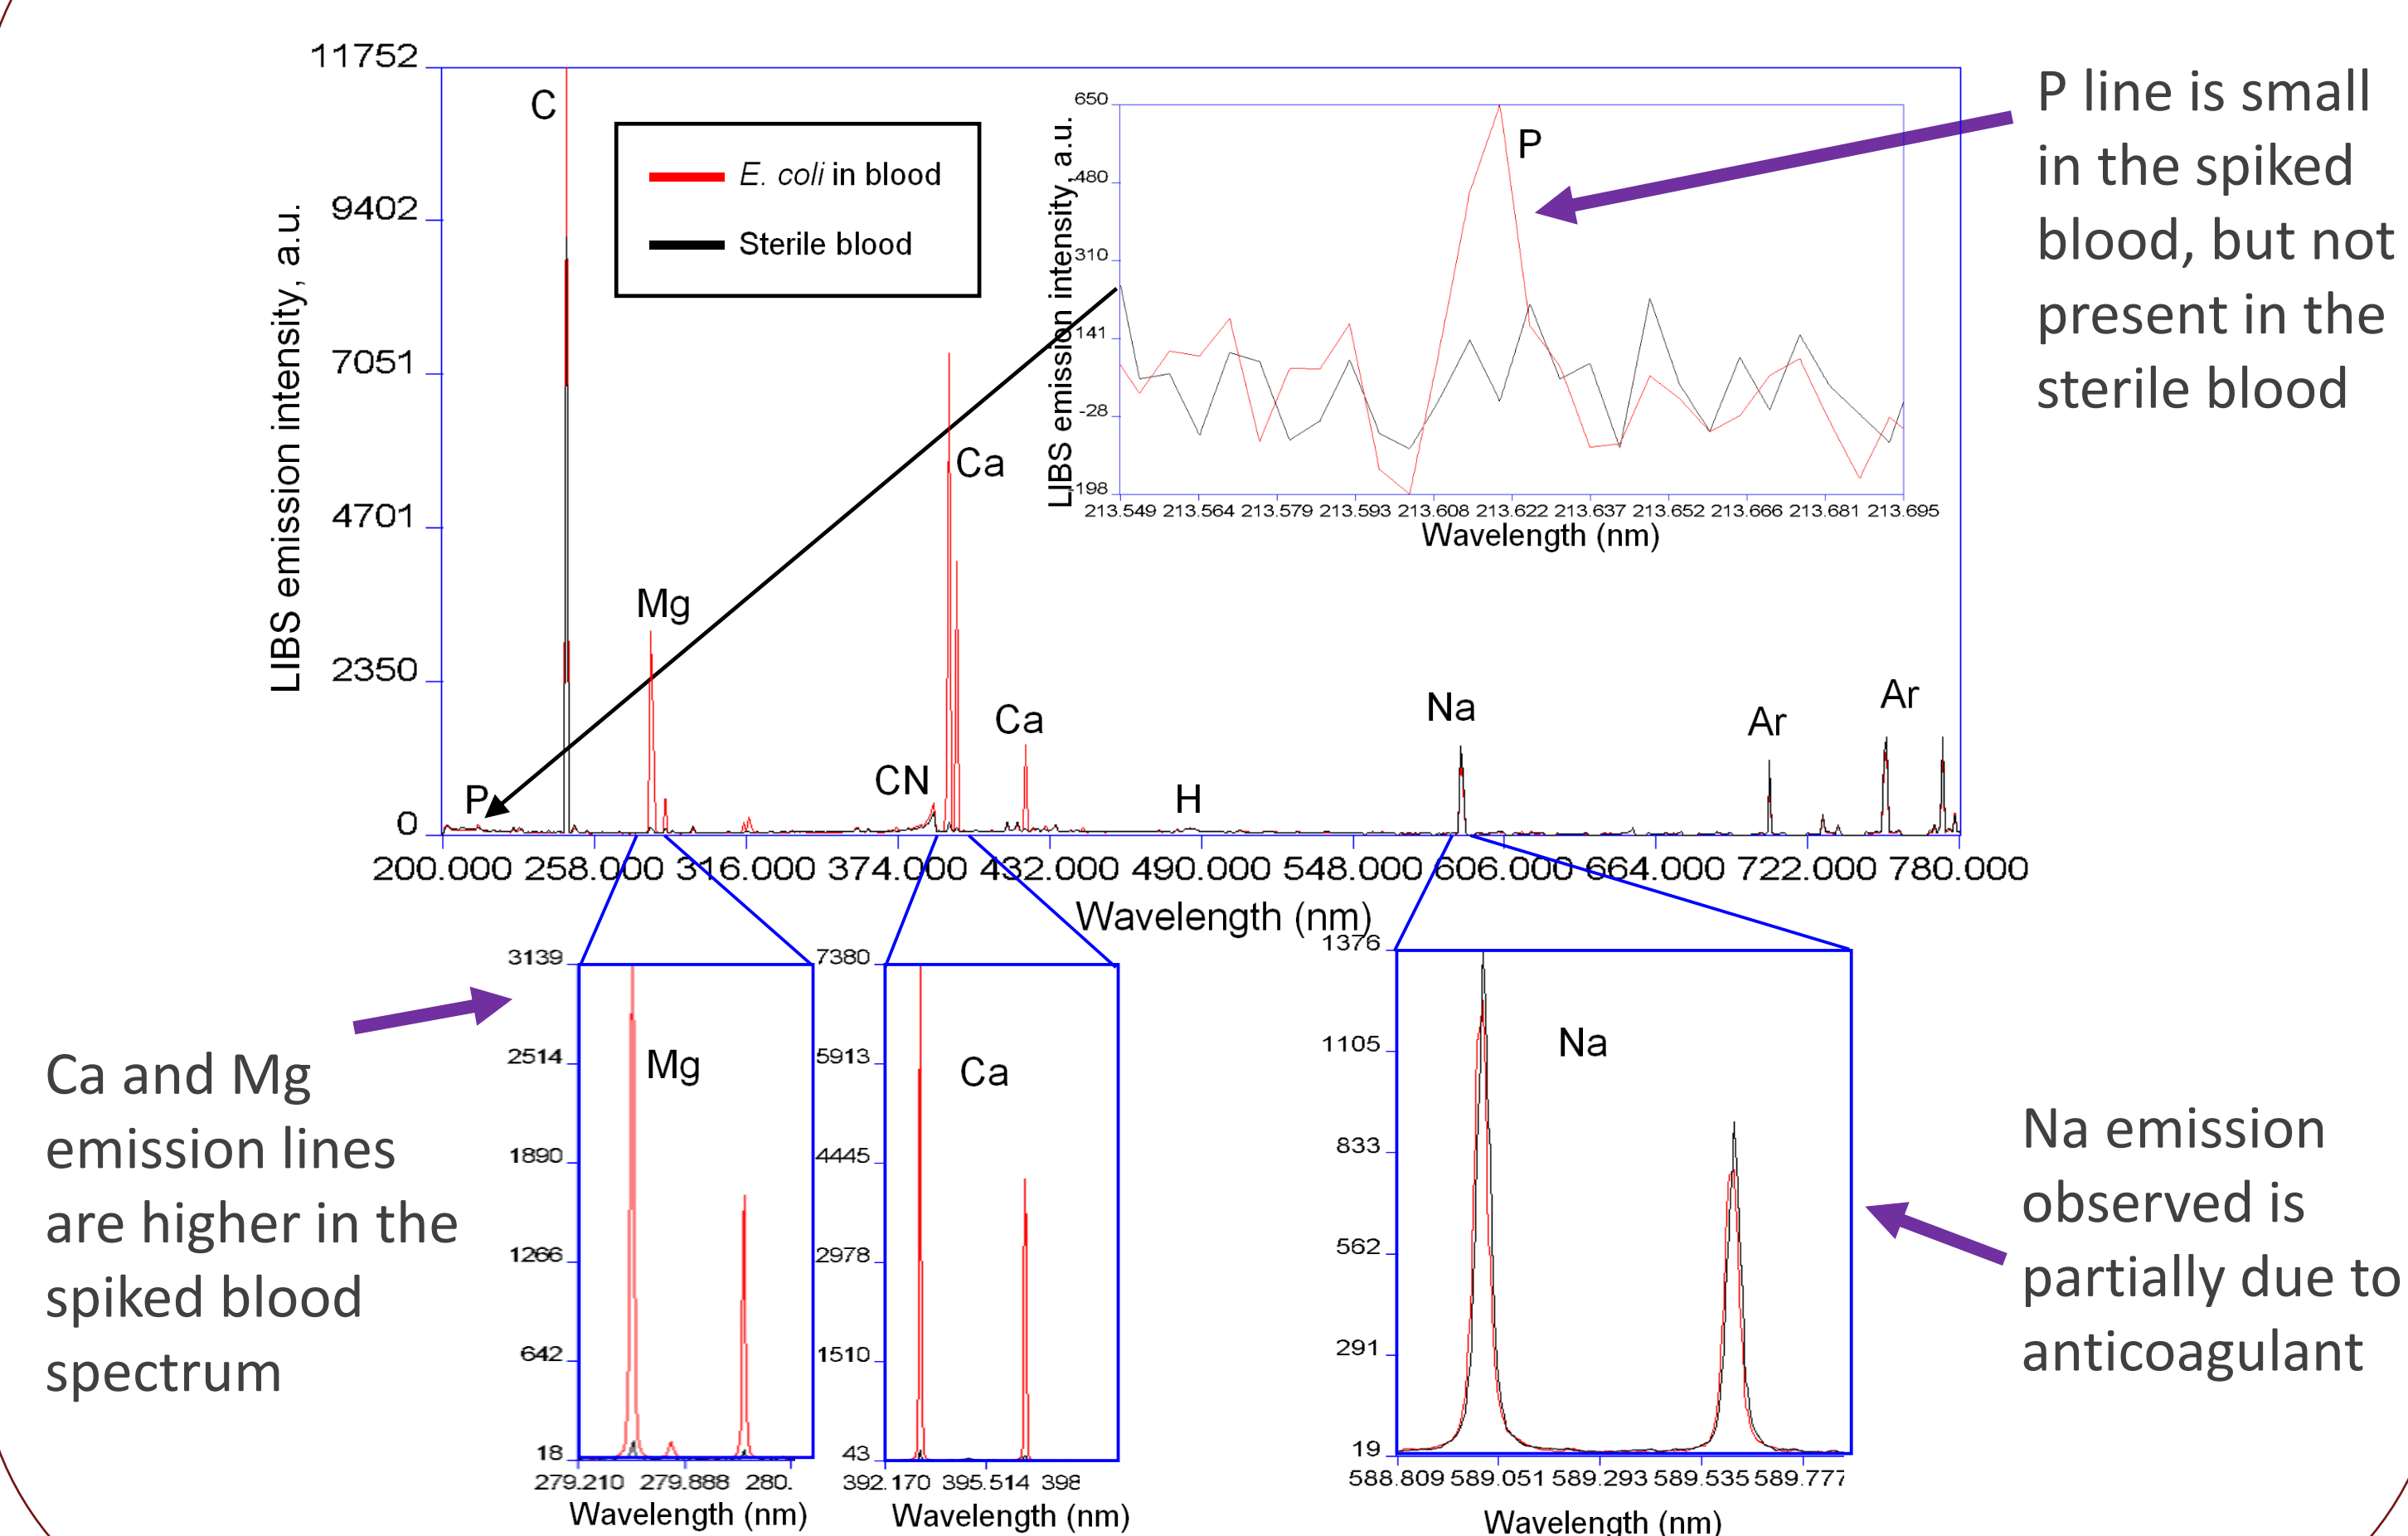 11752
9402
7051
4701
2350
0
LIBS emission intensity, a.u.
C
E. coli in blood
Sterile blood
Mg
P
CN
Ca
Ca
H
Na
Ar
Ar
200.000 258.000 316.000 374.000 432.000 490.000 548.000 606.000 664.000 722.000 780.000
Wavelength (nm)
650
480
310
141
-28
-198
LIBS emission intensity, a.u.
P
213.549 213.564 213.579 213.593 213.608 213.622 213.637 213.652 213.666 213.681 213.695
Wavelength (nm)
P line is small
in the spiked
blood, but not
present in the
sterile blood
Ca and Mg
emission lines
are higher in the
spiked blood
spectrum
3139
2514
1890
1266
642
18
Mg
279.210 279.888 280.
Wavelength (nm)
7380
5913
4445
2978
1510
43
Ca
392.170 395.514 398
Wavelength (nm)
1376
1105
833
562
291
19
Na
588.809 589.051 589.293 589.535 589.777
Wavelength (nm)
Na emission
observed is
partially due to
anticoagulant